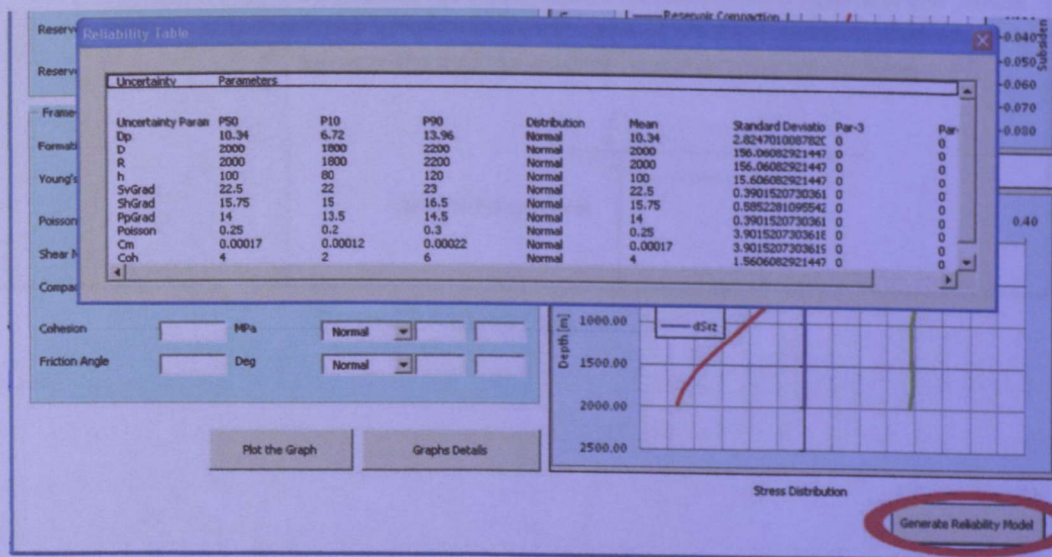 Reservoir Compaction
Reserv
Reliability Table
0.040
Subsiden
Reserv
0.050
0.060
Uncertainty Parameters
0.070
Frame
0.080
Uncertainty Param P50 P10 P90 Distribution Mean Standard Deviatio Par-3 Par-
Dp 10.34 6.72 13.96 Normal 10.34 2.824701008782 0 0
D 2000 1800 2200 Normal 2000 156.06082921447 0 0
R 2000 1800 2200 Normal 2000 156.06082921447 0 0
h 100 80 120 Normal 100 15.606082921447 0 0
SvGrad 22.5 22 23 Normal 22.5 0.3901520730361 0 0
ShGrad 15.75 15 16.5 Normal 15.75 0.5852281095542 0 0
PpGrad 14 13.5 14.5 Normal 14 0.3901520730361 0 0
Poisson 0.25 0.2 0.3 Normal 0.25 3.9015207303618 0 0
Cm 0.00017 0.00012 0.00022 Normal 0.00017 3.9015207303619 0 0
Coh 4 2 6 Normal 4 1.5606082921447 0 0
Formati
Young's
Poisson
0.40
Shear M
Compac
Cohesion MPa Normal
Friction Angle Deg Normal
Depth [m]
1000.00
dSrz
1500.00
2000.00
2500.00
Plot the Graph
Graphs Details
Stress Distribution
Generate Reliability Model